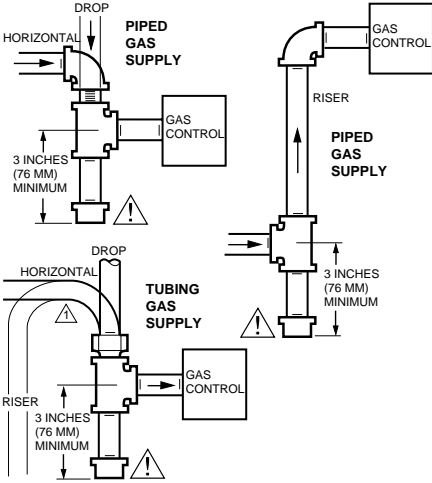 DROP
HORIZONTAL
PIPED
GAS
SUPPLY
GAS
CONTROL
3 INCHES
(76 MM)
MINIMUM
!
GAS
CONTROL
RISER
PIPED
GAS
SUPPLY
3 INCHES
(76 MM)
MINIMUM
!
DROP
HORIZONTAL
TUBING
GAS
SUPPLY
1
GAS
CONTROL
RISER
3 INCHES
(76 MM)
MINIMUM
!